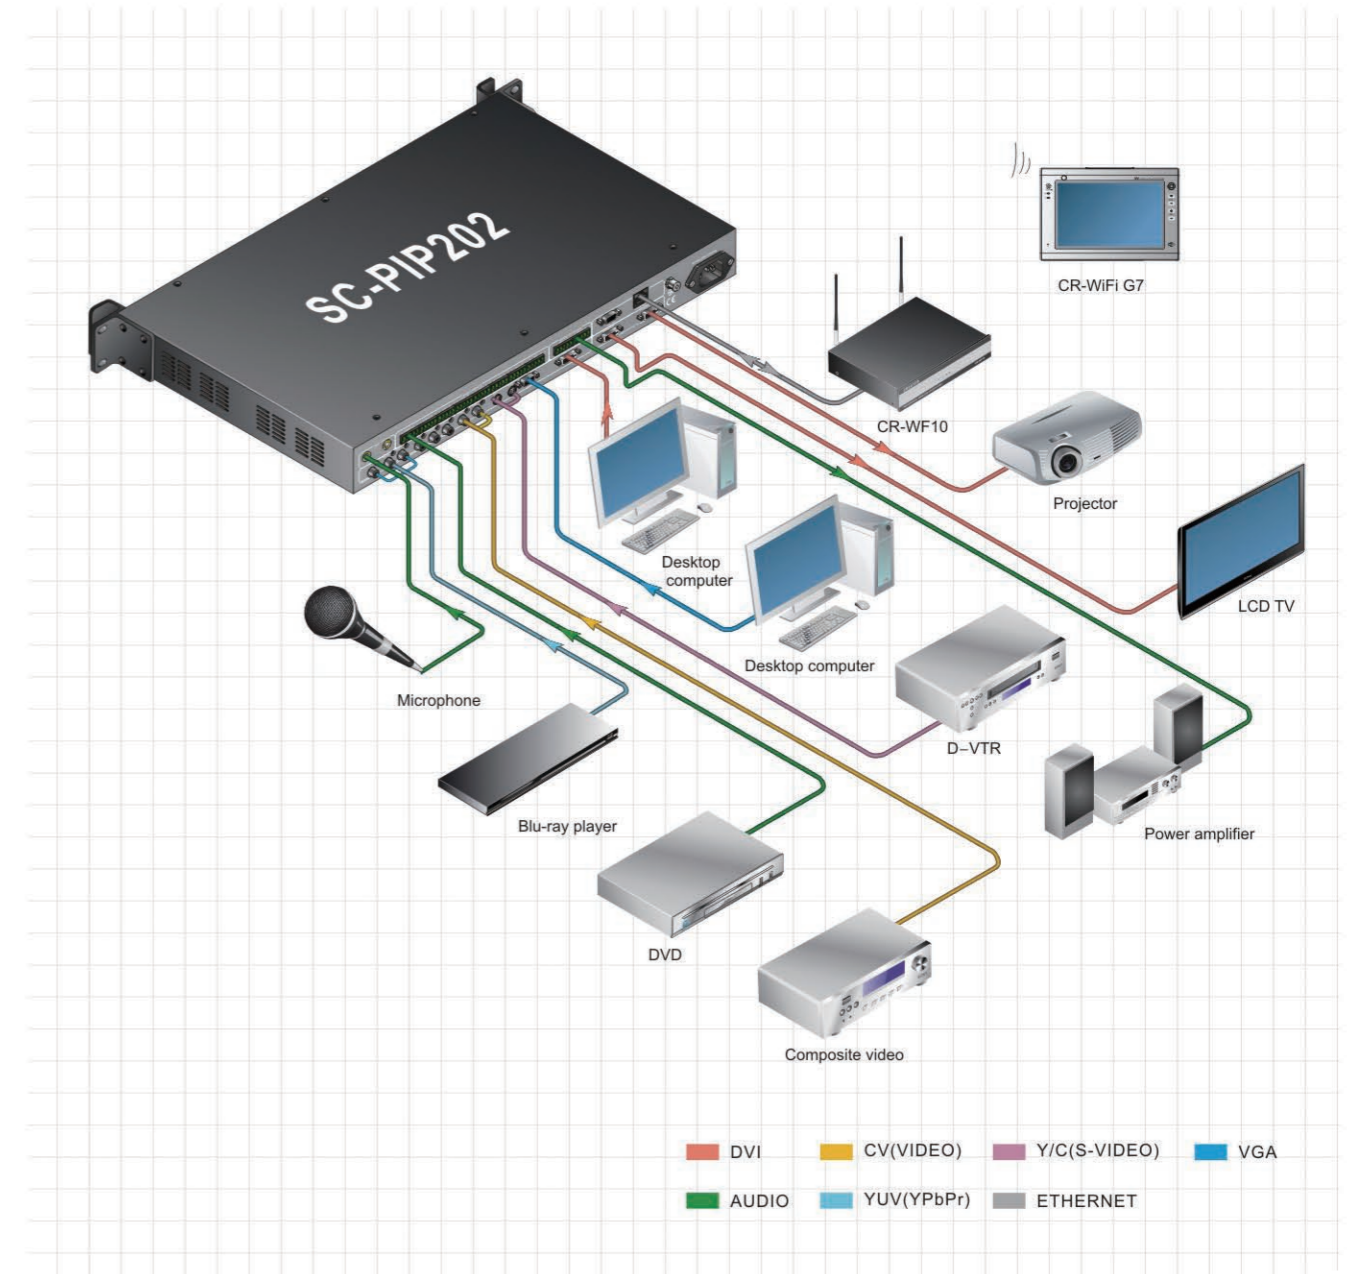 SC-PIP202
CR-WiFi G7
CR-WF10
Projector
Desktop
computer
LCD TV
Desktop computer
Microphone
D–VTR
Blu-ray player
Power amplifier
DVD
Composite video
DVI
CV(VIDEO)
Y/C(S-VIDEO)
VGA
AUDIO
YUV(YPbPr)
ETHERNET